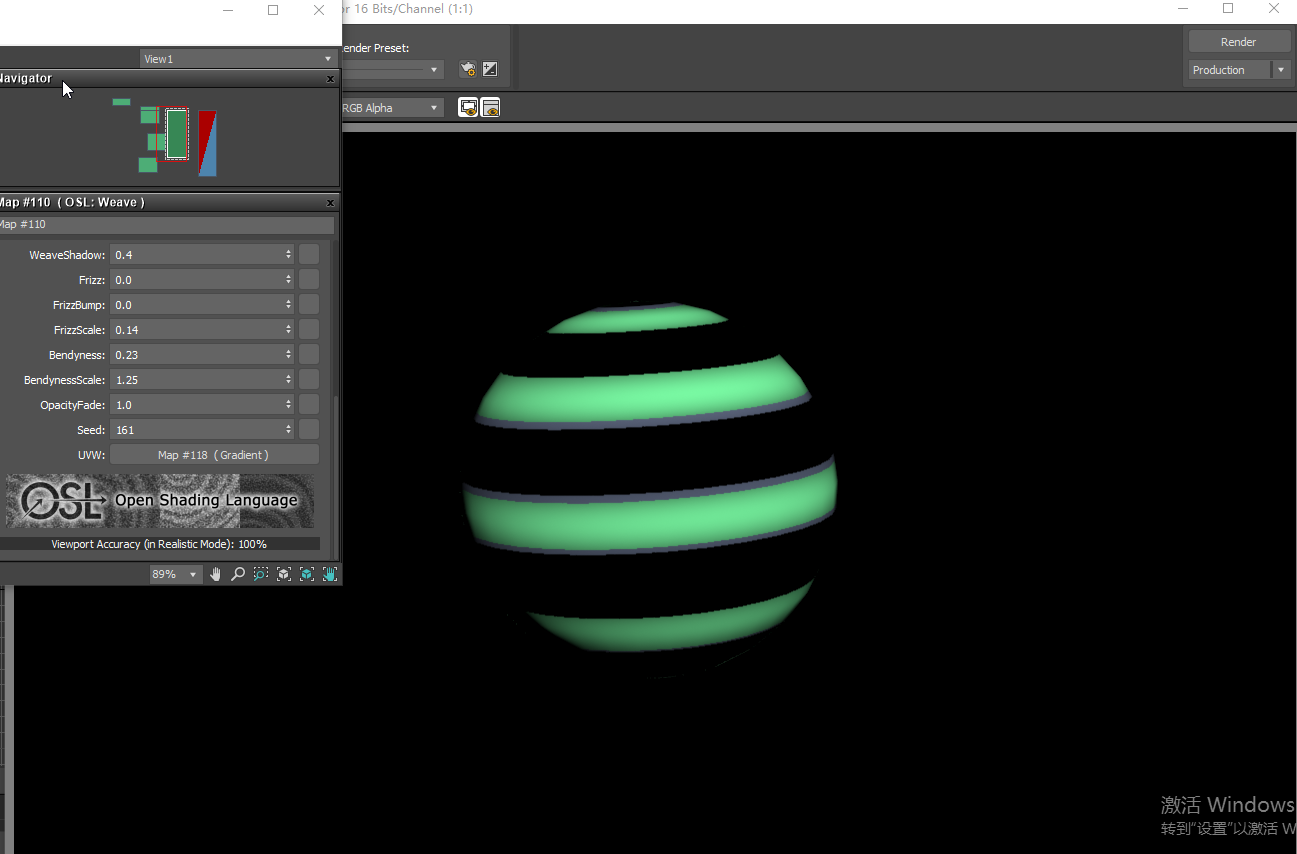 or 16 Bits/Channel (1:1)
View1
ender Preset:
Render
Production
Navigator
RGB Alpha
Map #110 ( OSL: Weave )
Map #110
WeaveShadow: 0.4
Frizz: 0.0
FrizzBump: 0.0
FrizzScale: 0.14
Bendyness: 0.23
BendynessScale: 1.25
OpacityFade: 1.0
Seed: 161
UVW: Map #118 ( Gradient )
OSL Open Shading Language
Viewport Accuracy (in Realistic Mode): 100%
89%
激活 Windows
转到"设置"以激活 W